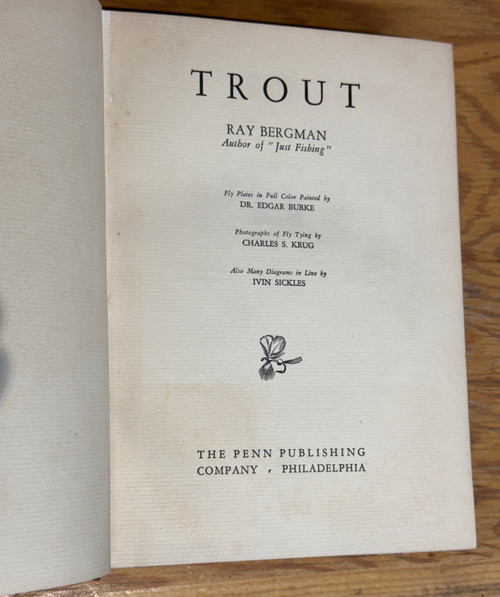 TROUT
RAY BERGMAN
Author of "Just Fishing"
Fly Plates in Full Color Painted by
DR. EDGAR BURKE
Photographs of Fly Tying by
CHARLES S. KRUG
Also Many Diagrams in Line by
IVIN SICKLES
THE PENN PUBLISHING
COMPANY , PHILADELPHIA